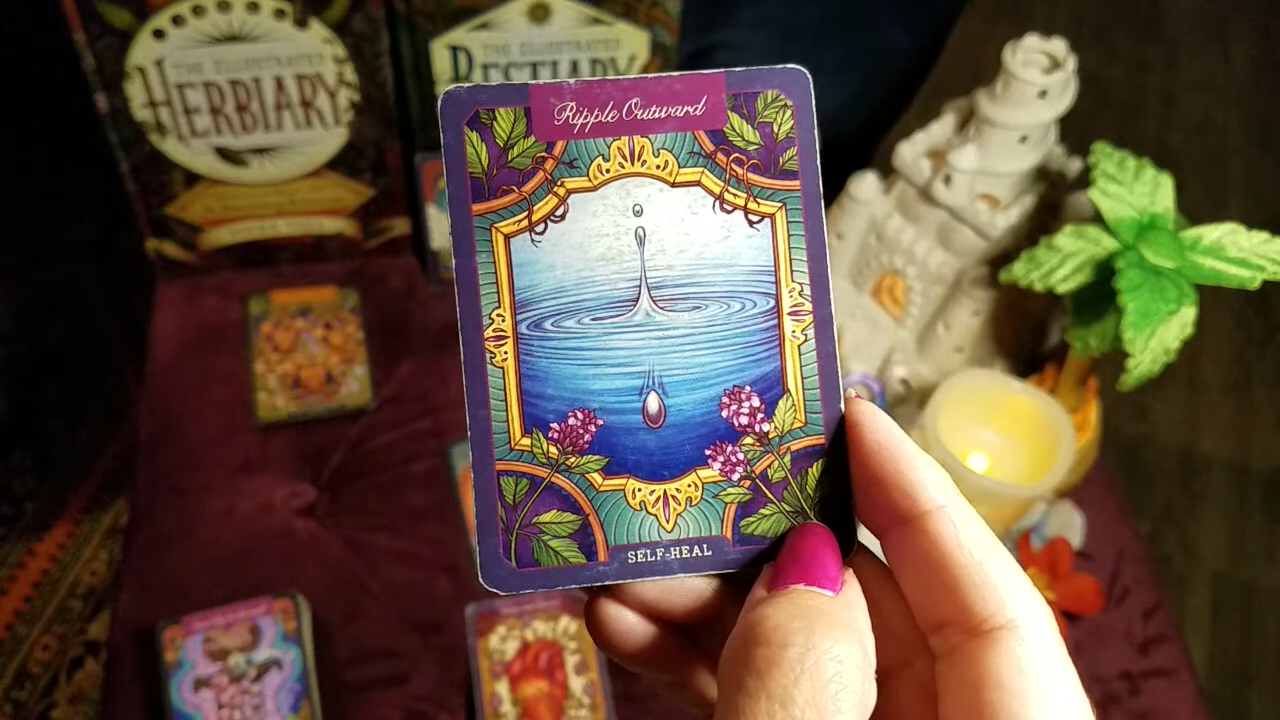 THE ILLUSTRATED
HERBIARY
THE ILLUSTRATED
BESTIARY
Ripple Outward
SELF-HEAL